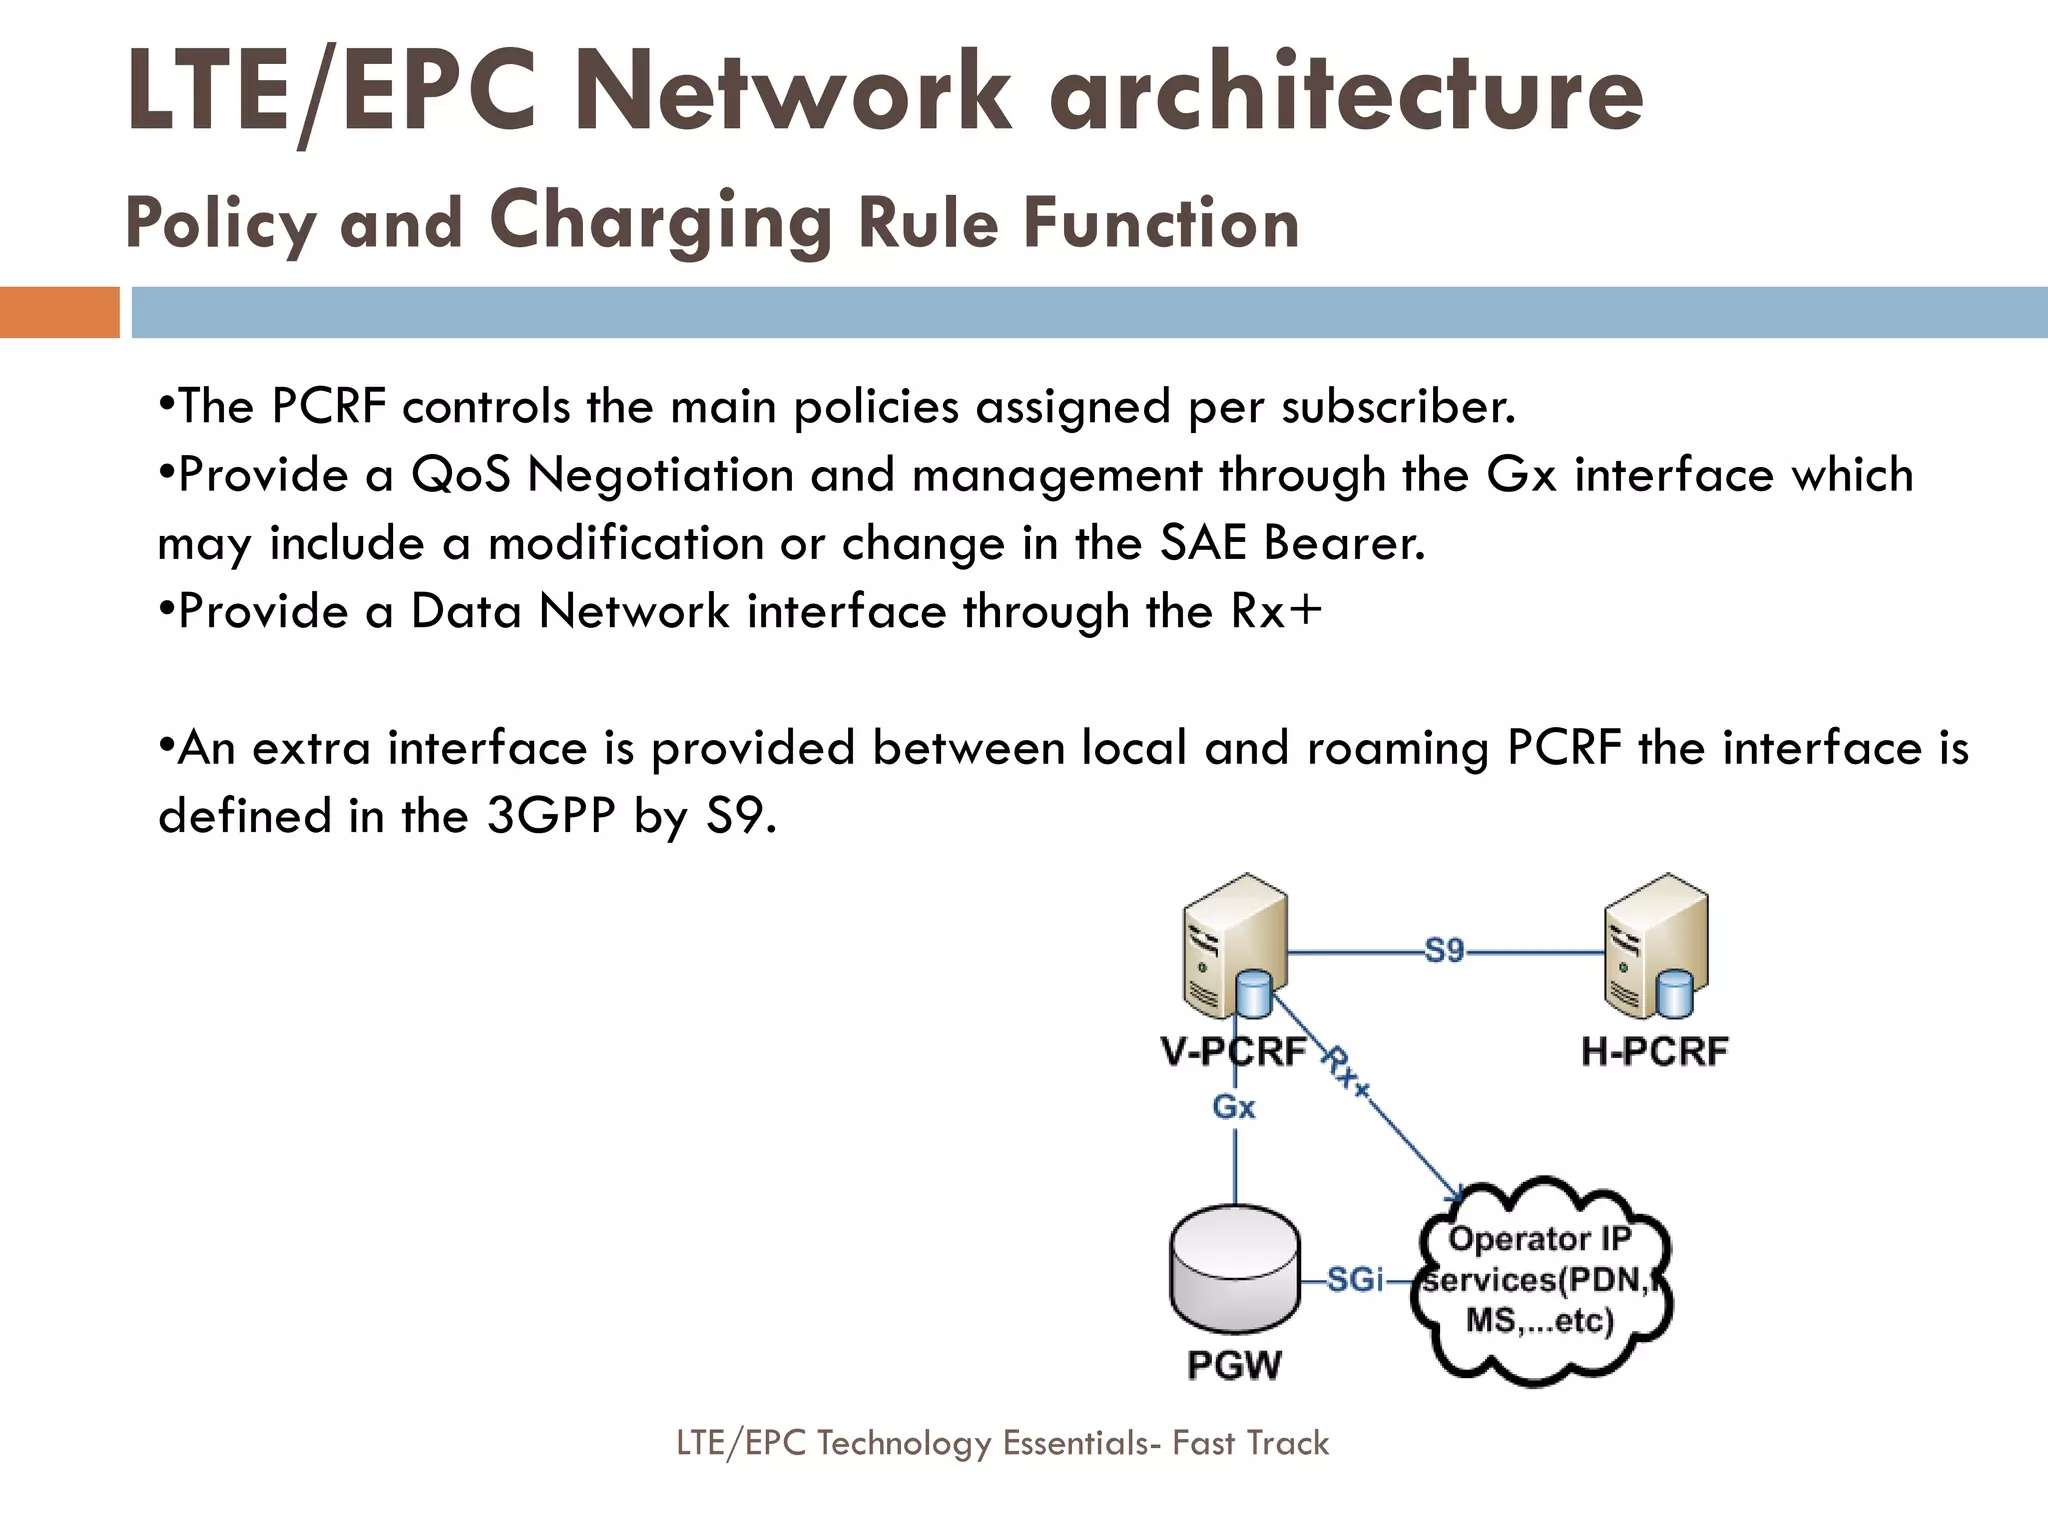 LTE/EPC Network architecture
Policy and Charging Rule Function
•The PCRF controls the main policies assigned per subscriber.
•Provide a QoS Negotiation and management through the Gx interface which
may include a modification or change in the SAE Bearer.
•Provide a Data Network interface through the Rx+
•An extra interface is provided between local and roaming PCRF the interface is
defined in the 3GPP by S9.
S9
V-PCRF
H-PCRF
Rx+
Gx
Operator IP
services(PDN,I
MS,...etc)
SGi
PGW
LTE/EPC Technology Essentials- Fast Track